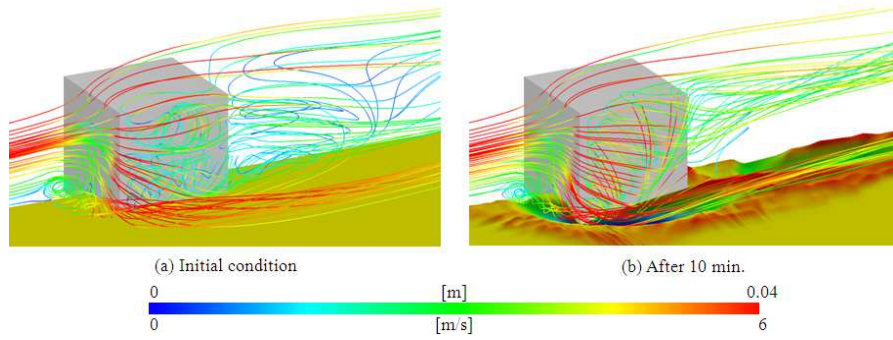 (a) Initial condition
(b) After 10 min.
0 [m] 0.04
0 [m/s] 6